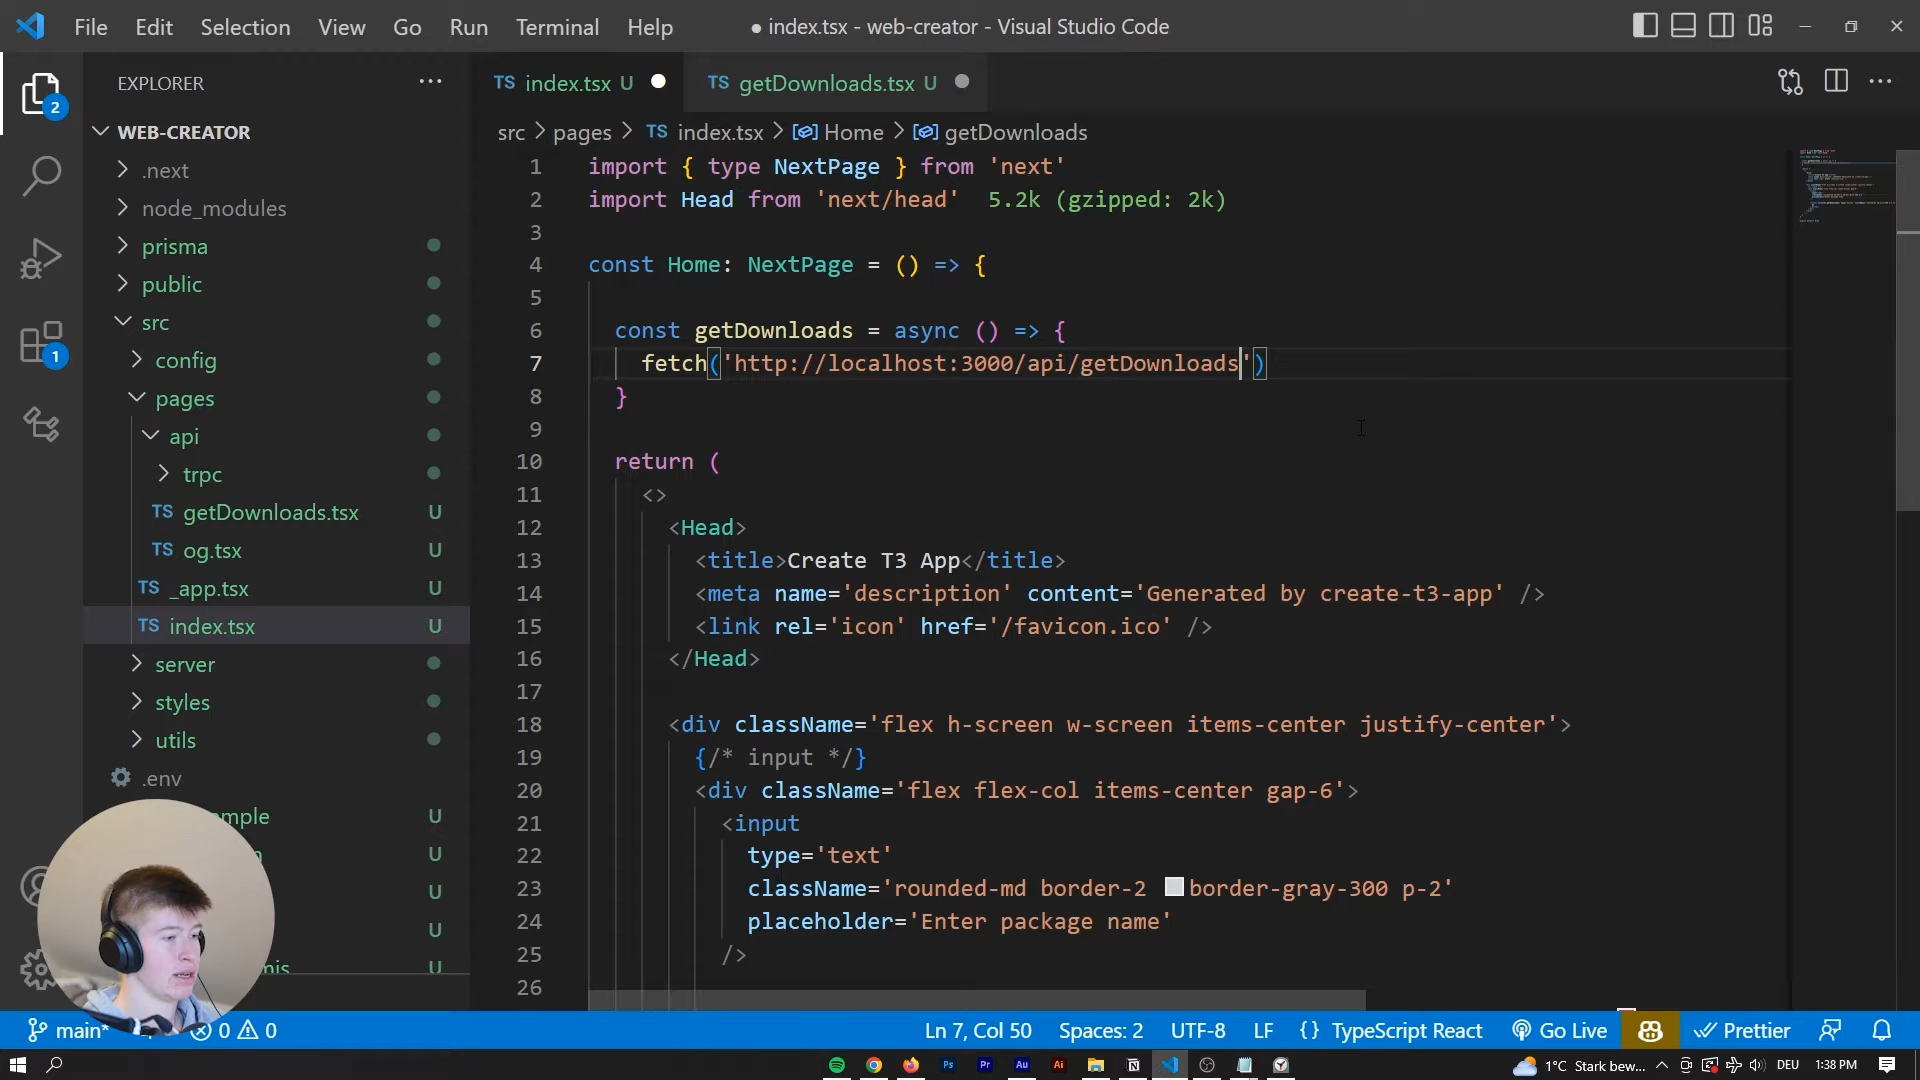 File Edit Selection View Go Run Terminal Help
● index.tsx - web-creator - Visual Studio Code
EXPLORER
2
WEB-CREATOR
.next
node_modules
prisma
public
src
config
pages
api
trpc
TS getDownloads.tsx U
TS og.tsx U
TS _app.tsx U
TS index.tsx U
server
styles
utils
.env
U
U
U
U
U
1
TS index.tsx U
TS getDownloads.tsx U
src > pages > TS index.tsx > Home > getDownloads
1 import { type NextPage } from 'next'
2 import Head from 'next/head' 5.2k (gzipped: 2k)
3
4 const Home: NextPage = () => {
5
6 const getDownloads = async () => {
7 fetch('http://localhost:3000/api/getDownloads')
8 }
9
10 return (
11 <>
12 <Head>
13 <title>Create T3 App</title>
14 <meta name='description' content='Generated by create-t3-app' />
15 <link rel='icon' href='/favicon.ico' />
16 </Head>
17
18 <div className='flex h-screen w-screen items-center justify-center'>
19 {/* input */}
20 <div className='flex flex-col items-center gap-6'>
21 <input
22 type='text'
23 className='rounded-md border-2 border-gray-300 p-2'
24 placeholder='Enter package name'
25 />
26
main* 0 0
Ln 7, Col 50 Spaces: 2 UTF-8 LF {} TypeScript React Go Live Prettier
Ps Pr Au Ai
1°C Stark bew... DEU 1:38 PM